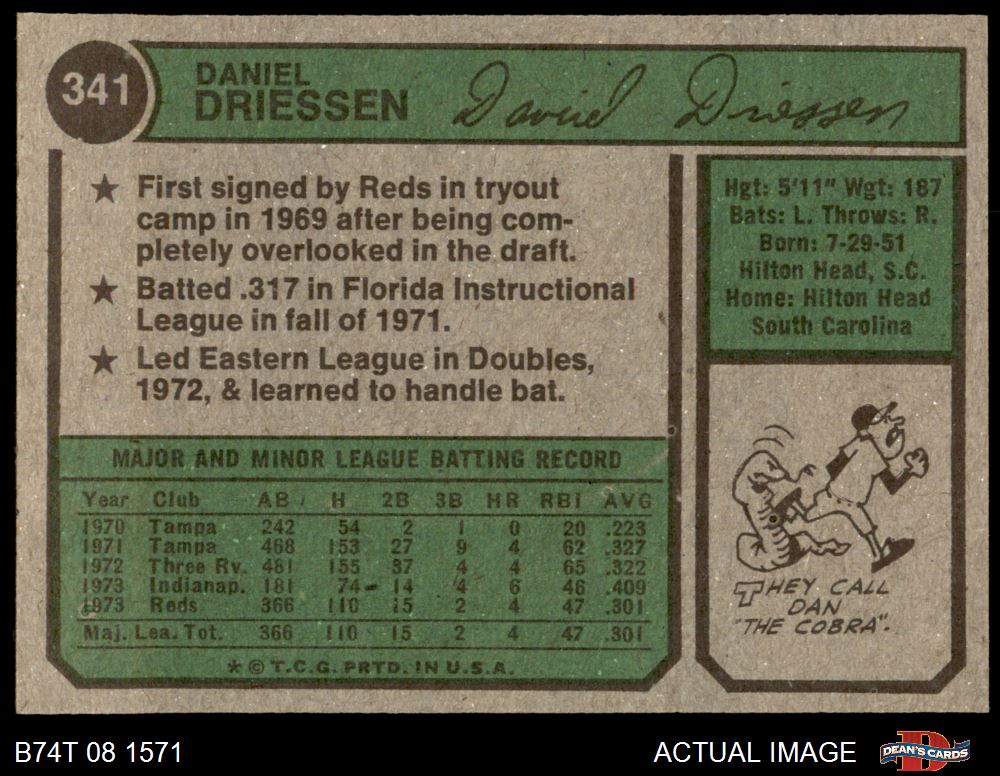 341
DANIEL
DRIESSEN
David Driessen
★ First signed by Reds in tryout
camp in 1969 after being com-
pletely overlooked in the draft.
★ Batted .317 in Florida Instructional
League in fall of 1971.
★ Led Eastern League in Doubles,
1972, & learned to handle bat.
Hgt: 5'11" Wgt: 187
Bats: L. Throws: R.
Born: 7-29-51
Hilton Head, S.C.
Home: Hilton Head
South Carolina
MAJOR AND MINOR LEAGUE BATTING RECORD
Year Club AB H 2B 3B HR RBI AVG
1970 Tampa 242 54 2 1 0 20 .223
1971 Tampa 468 153 27 9 4 62 .327
1972 Three Rv. 481 155 37 4 4 65 .322
1973 Indianap. 181 74 14 4 6 46 .409
1973 Reds 366 110 15 2 4 47 .301
Maj. Lea. Tot. 366 110 15 2 4 47 .301
* © T.C.G. PRTD. IN U.S.A.
THEY CALL
DAN
"THE COBRA".
B74T 08 1571
ACTUAL IMAGE
DEAN'S CARDS